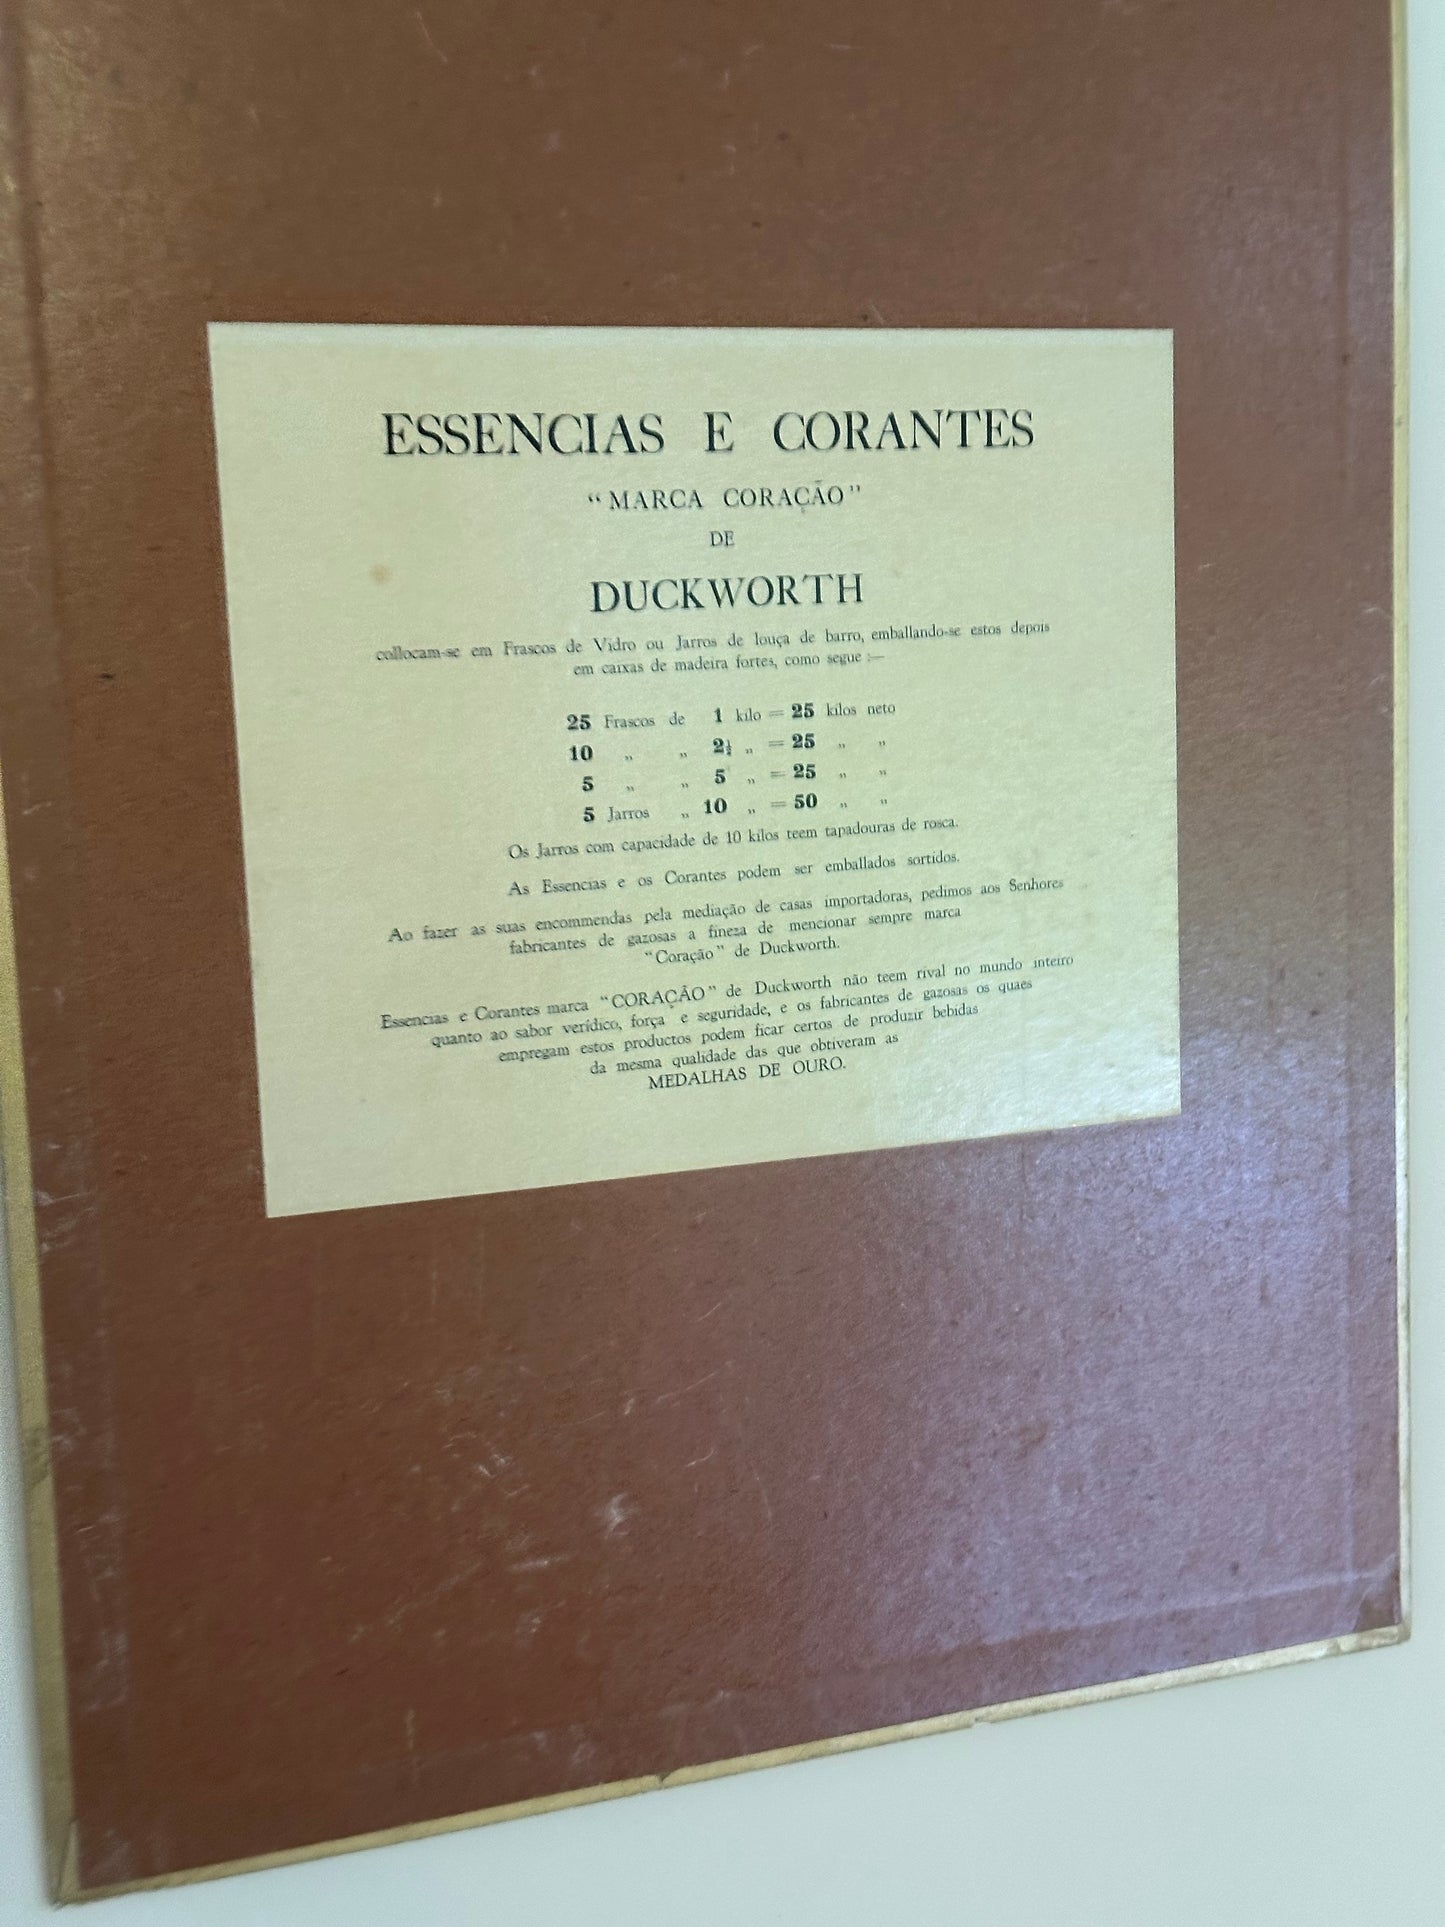 ESSENCIAS E CORANTES
“MARCA CORAÇÃO”
DE
DUCKWORTH
collocam-se em Frascos de Vidro ou Jarros de louça de barro, emballando-se estos depois
em caixas de madeira fortes, como segue :—
25 Frascos de 1 kilo = 25 kilos neto
10 „ „ 2½ „ = 25 „ „
5 „ „ 5 „ = 25 „ „
5 Jarros „ 10 „ = 50 „ „
Os Jarros com capacidade de 10 kilos teem tapadouras de rosca.
As Essencias e os Corantes podem ser emballados sortidos.
Ao fazer as suas encommendas pela mediação de casas importadoras, pedimos aos Senhores
fabricantes de gazosas a fineza de mencionar sempre marca
“Coração” de Duckworth.
Essencias e Corantes marca “CORAÇÃO” de Duckworth não teem rival no mundo inteiro
quanto ao sabor verídico, força e seguridade, e os fabricantes de gazosas os quaes
empregam estos productos podem ficar certos de produzir bebidas
da mesma qualidade das que obtiveram as
MEDALHAS DE OURO.